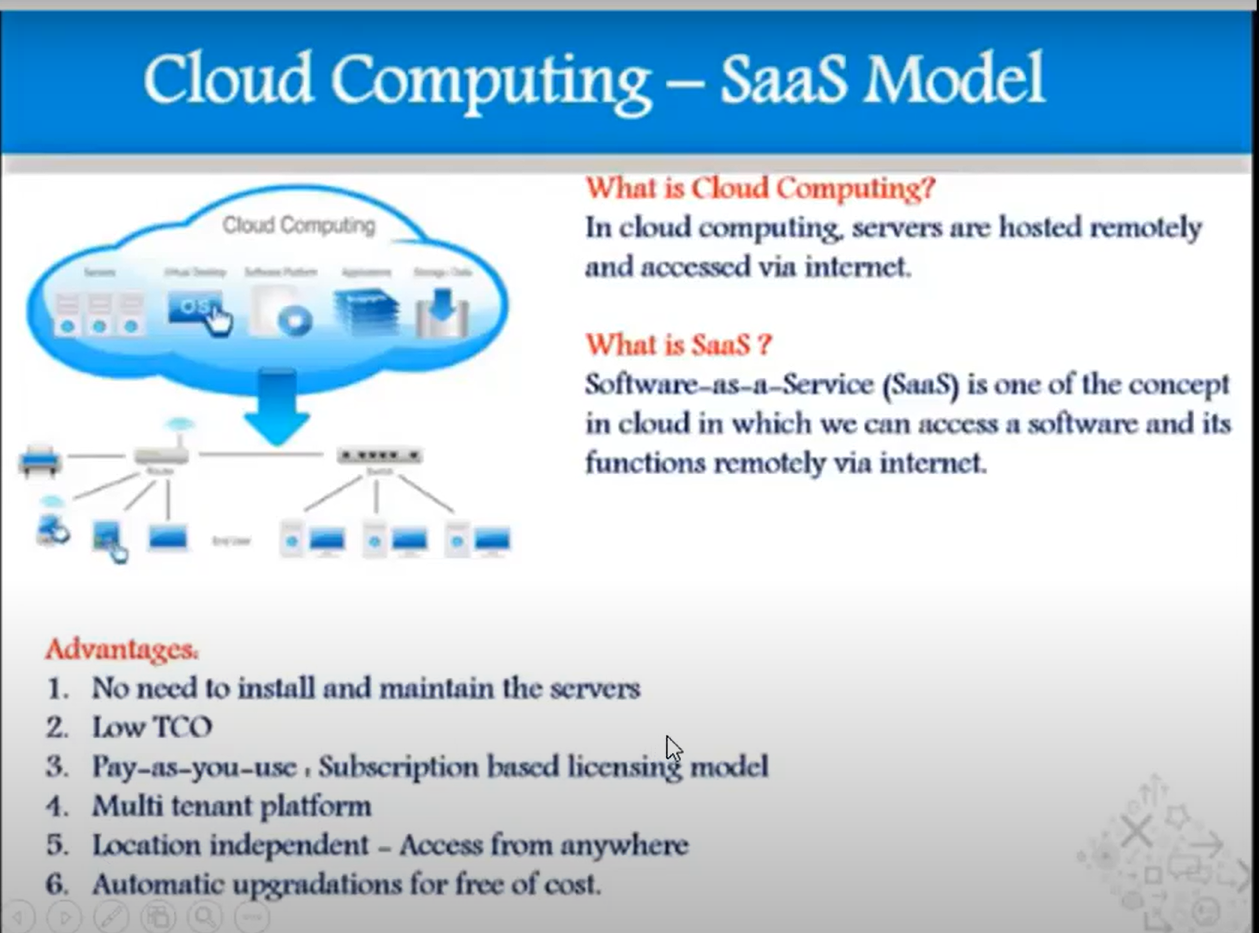 Cloud Computing – SaaS Model
Cloud Computing
Servers
Virtual Desktop
Software Platform
Applications
Storage / Data
OS
Router
Switch
End User
What is Cloud Computing?
In cloud computing, servers are hosted remotely
and accessed via internet.
What is SaaS ?
Software-as-a-Service (SaaS) is one of the concept
in cloud in which we can access a software and its
functions remotely via internet.
Advantages:
1. No need to install and maintain the servers
2. Low TCO
3. Pay-as-you-use , Subscription based licensing model
4. Multi tenant platform
5. Location independent - Access from anywhere
6. Automatic upgradations for free of cost.